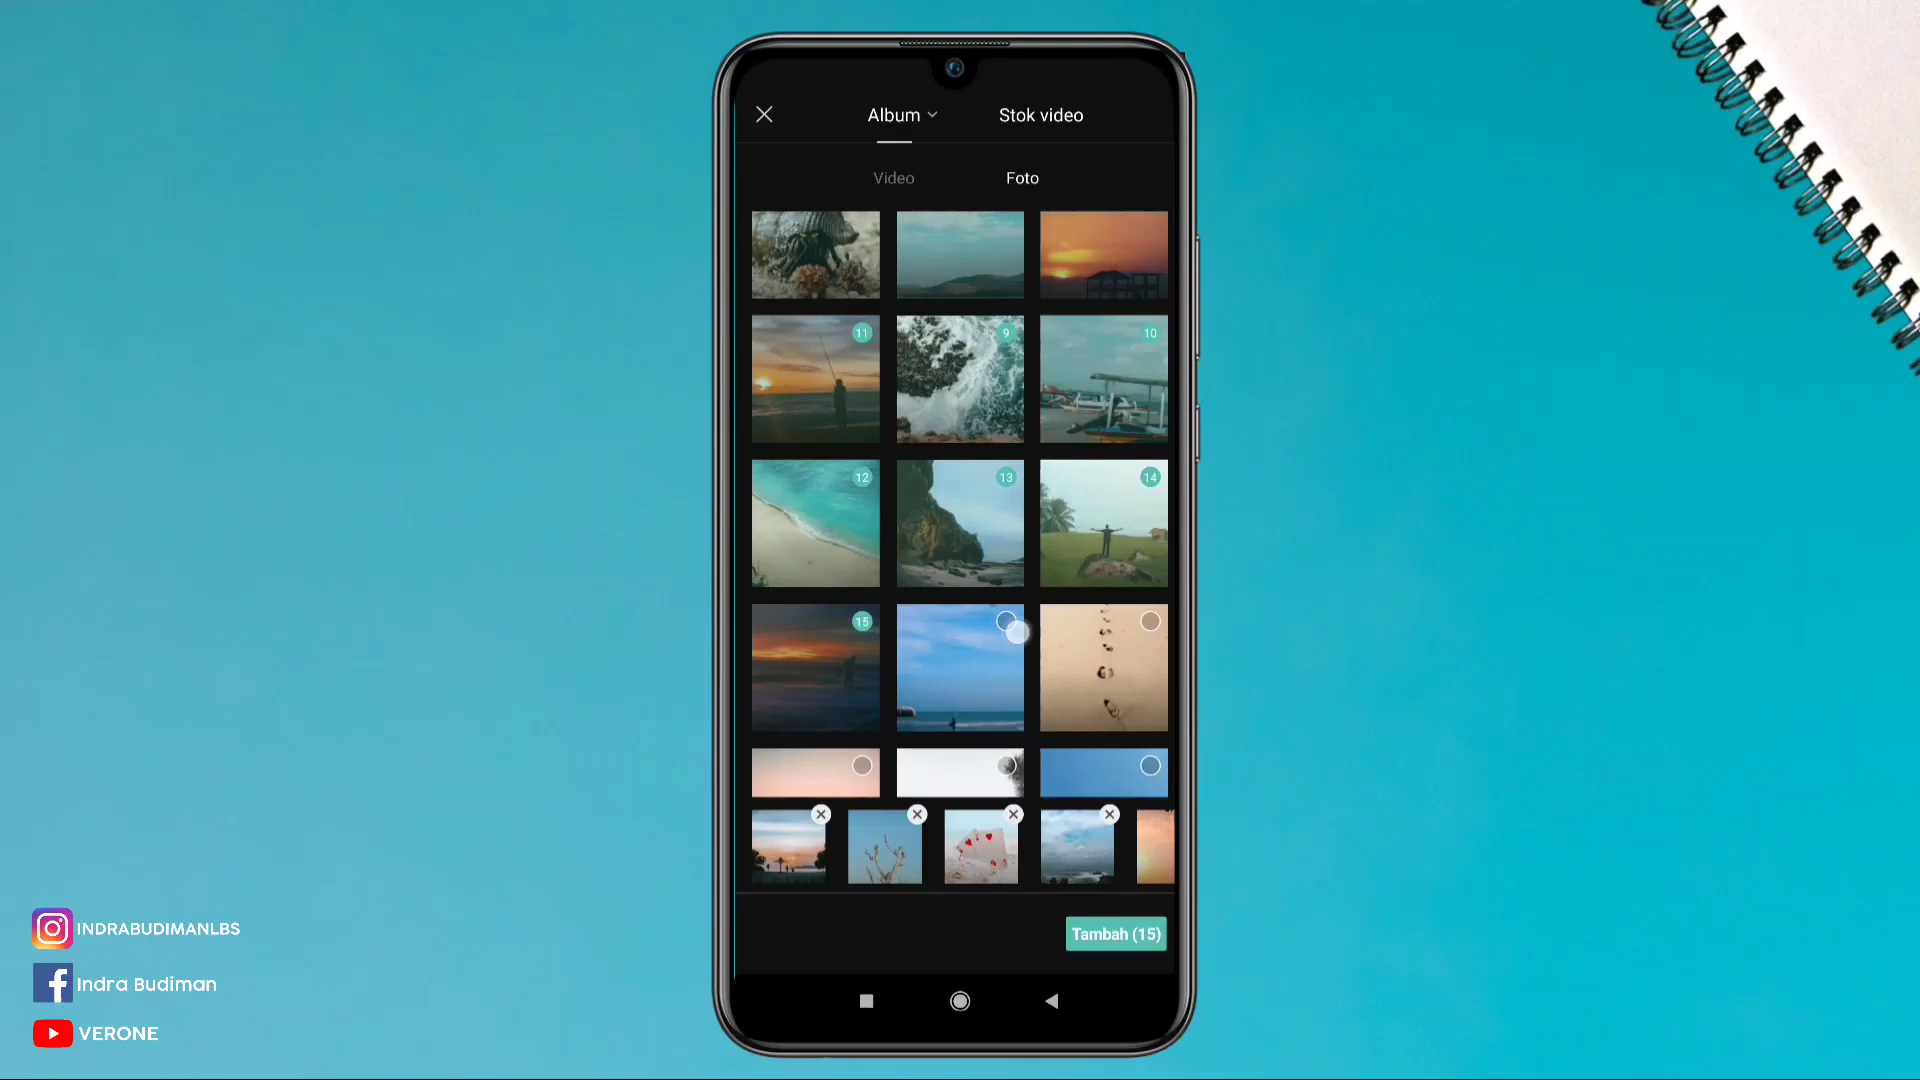 Album
Stok video
Video
Foto
11
9
10
12
13
14
15
Tambah (15)
INDRABUDIMANLBS
Indra Budiman
VERONE